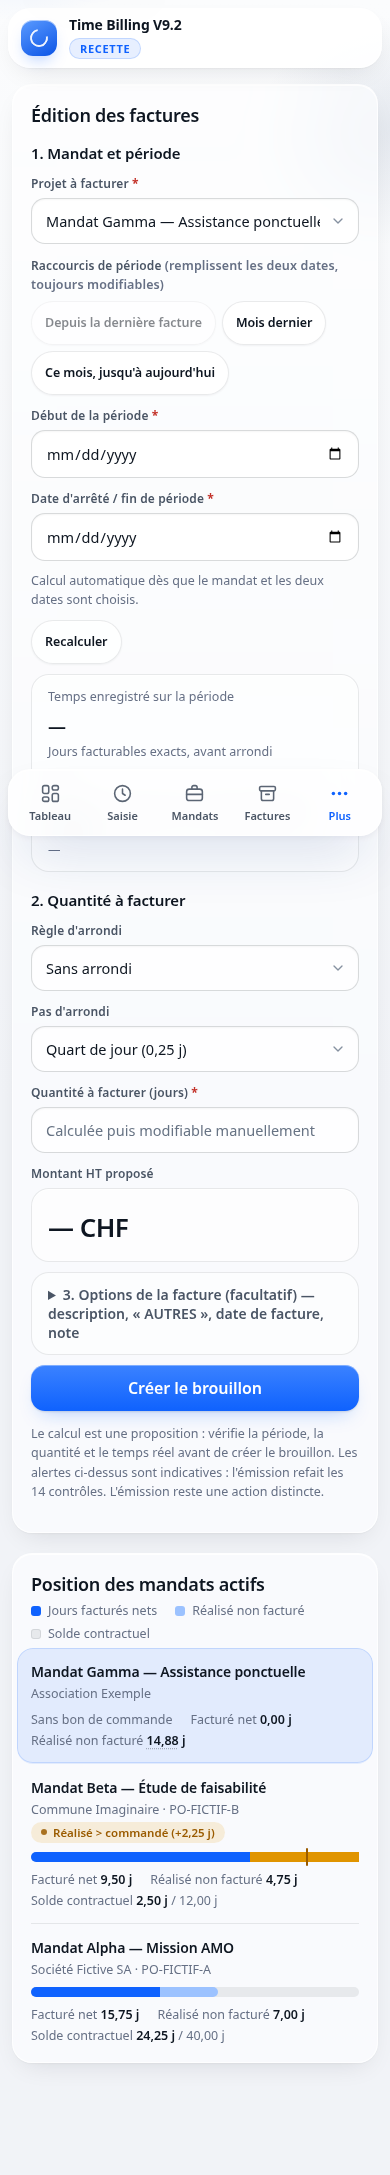 Time Billing V9.2
RECETTE
Édition des factures
1. Mandat et période
Projet à facturer *
Mandat Gamma — Assistance ponctuelle
Raccourcis de période (remplissent les deux dates,
toujours modifiables)
Depuis la dernière facture
Mois dernier
Ce mois, jusqu'à aujourd'hui
Début de la période *
mm/dd/yyyy
Date d'arrêté / fin de période *
mm/dd/yyyy
Calcul automatique dès que le mandat et les deux
dates sont choisis.
Recalculer
Temps enregistré sur la période
—
Jours facturables exacts, avant arrondi
Tableau
Saisie
Mandats
Factures
Plus
—
2. Quantité à facturer
Règle d'arrondi
Sans arrondi
Pas d'arrondi
Quart de jour (0,25 j)
Quantité à facturer (jours) *
Calculée puis modifiable manuellement
Montant HT proposé
— CHF
3. Options de la facture (facultatif) —
description, « AUTRES », date de facture,
note
Créer le brouillon
Le calcul est une proposition : vérifie la période, la
quantité et le temps réel avant de créer le brouillon. Les
alertes ci-dessus sont indicatives : l'émission refait les
14 contrôles. L'émission reste une action distincte.
Position des mandats actifs
Jours facturés nets
Réalisé non facturé
Solde contractuel
Mandat Gamma — Assistance ponctuelle
Association Exemple
Sans bon de commande Facturé net 0,00 j
Réalisé non facturé 14,88 j
Mandat Beta — Étude de faisabilité
Commune Imaginaire · PO-FICTIF-B
Réalisé > commandé (+2,25 j)
Facturé net 9,50 j Réalisé non facturé 4,75 j
Solde contractuel 2,50 j / 12,00 j
Mandat Alpha — Mission AMO
Société Fictive SA · PO-FICTIF-A
Facturé net 15,75 j Réalisé non facturé 7,00 j
Solde contractuel 24,25 j / 40,00 j